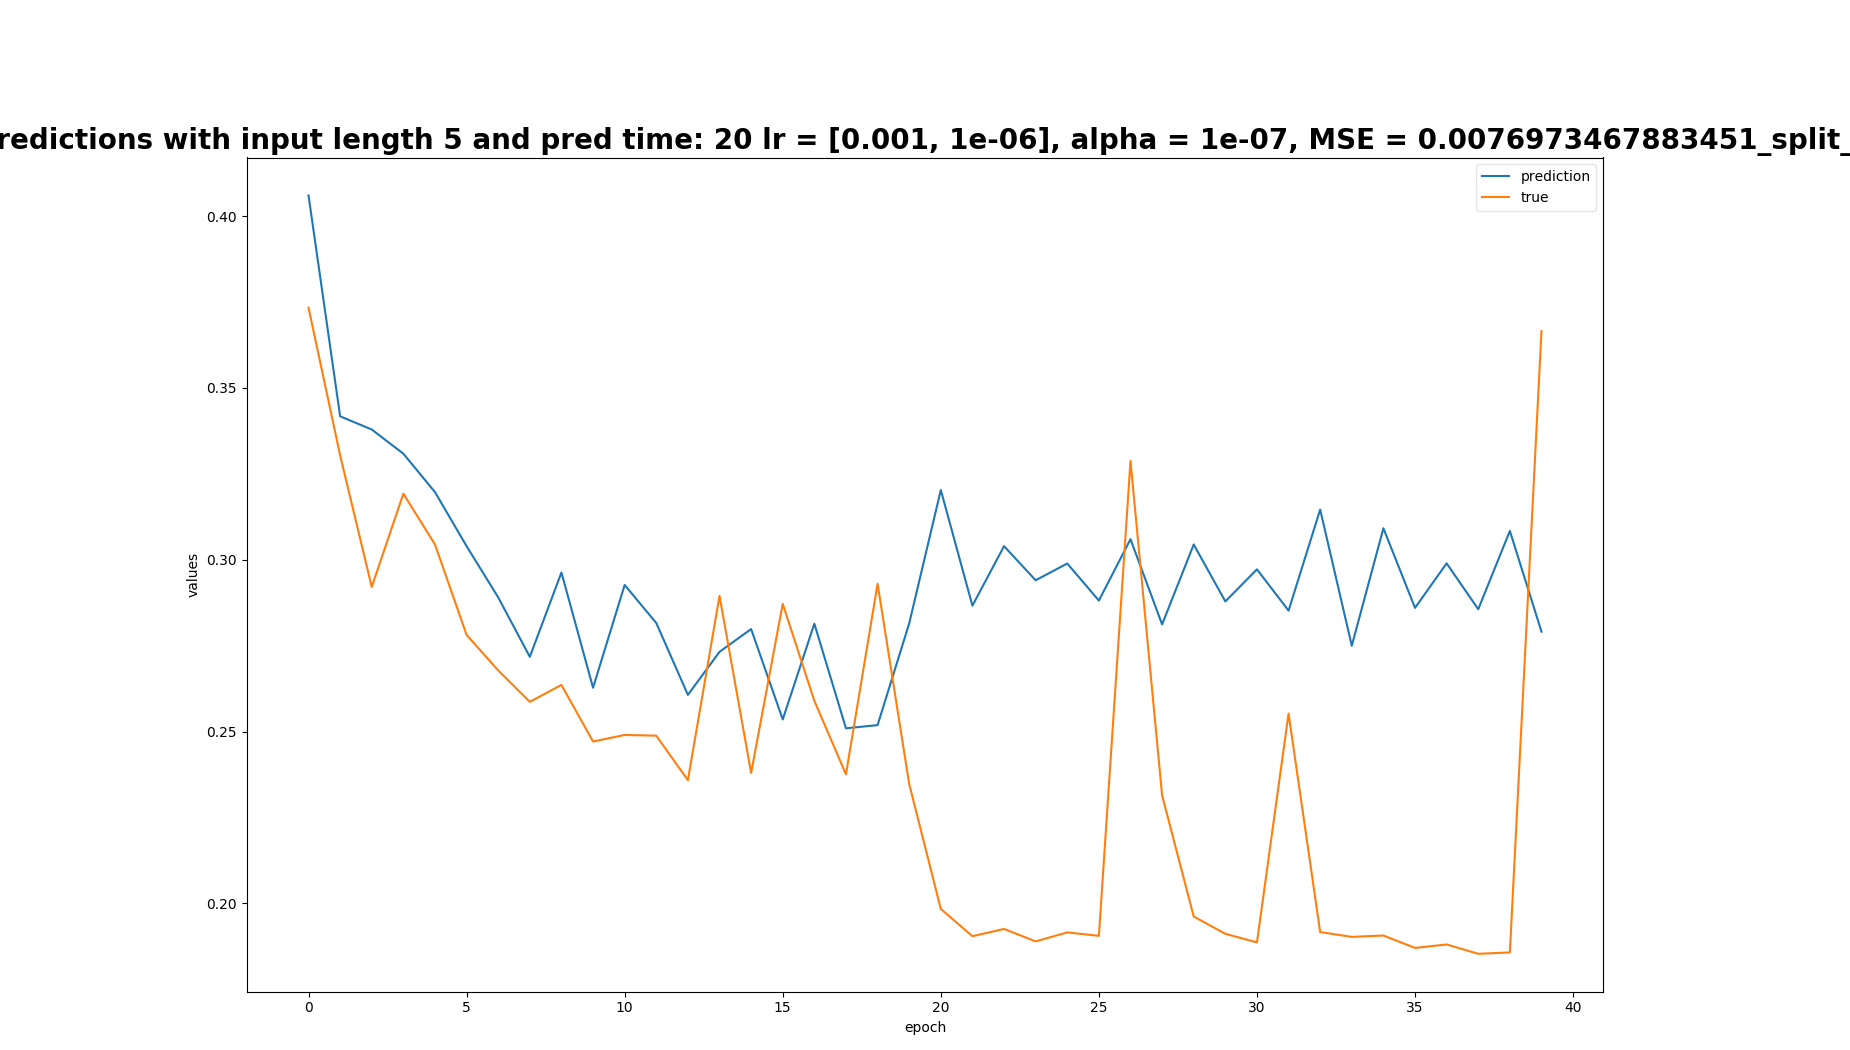 redictions with input length 5 and pred time: 20 lr = [0.001, 1e-06], alpha = 1e-07, MSE = 0.0076973467883451_split_
prediction
true
0.40
0.35
0.30
0.25
0.20
values
0 5 10 15 20 25 30 35 40
epoch